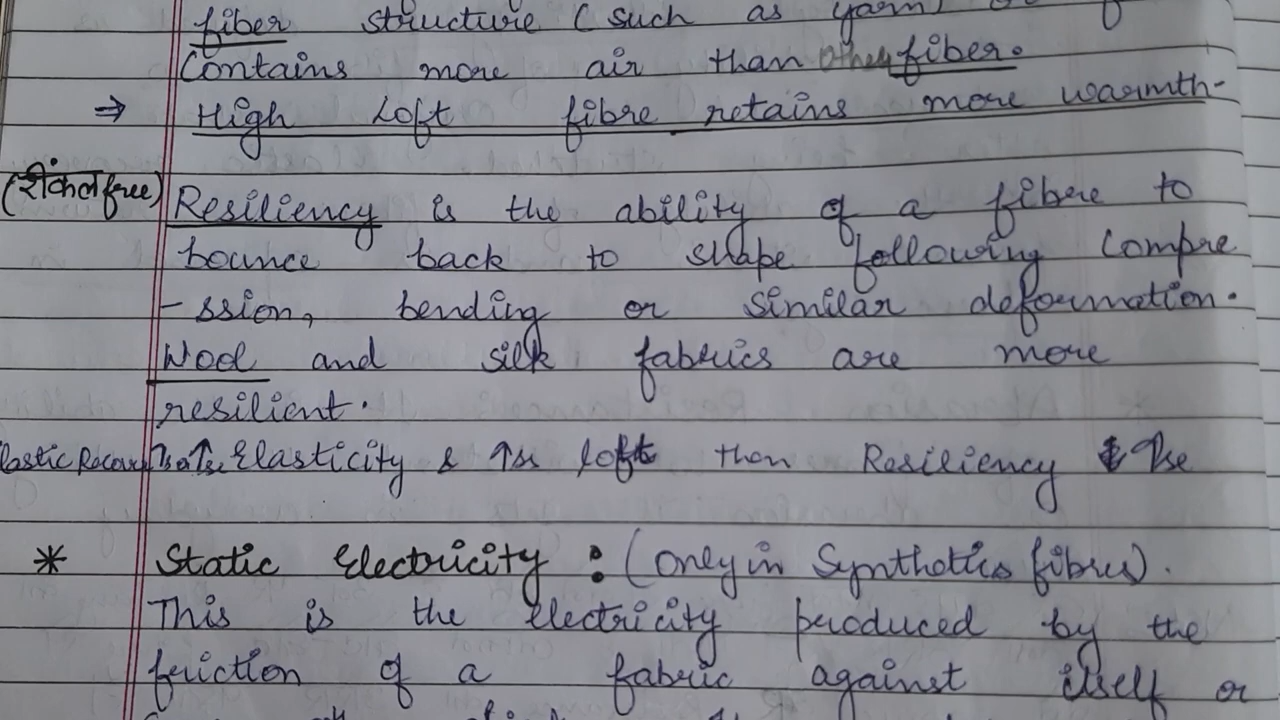 fiber structure (such as yarn)
Contains more air than other fiber.
⇒ High Loft fibre retains more warmth-
Resiliency is the ability of a fibre to
bounce back to shape following compre
-ssion, bending or similar deformation.
Wool and silk fabrics are more
resilient.
Elasticity & ↑se loft then Resiliency ↑se
* Static Electricity : (only in Synthetic fibres).
This is the electricity produced by the
friction of a fabric against itself or